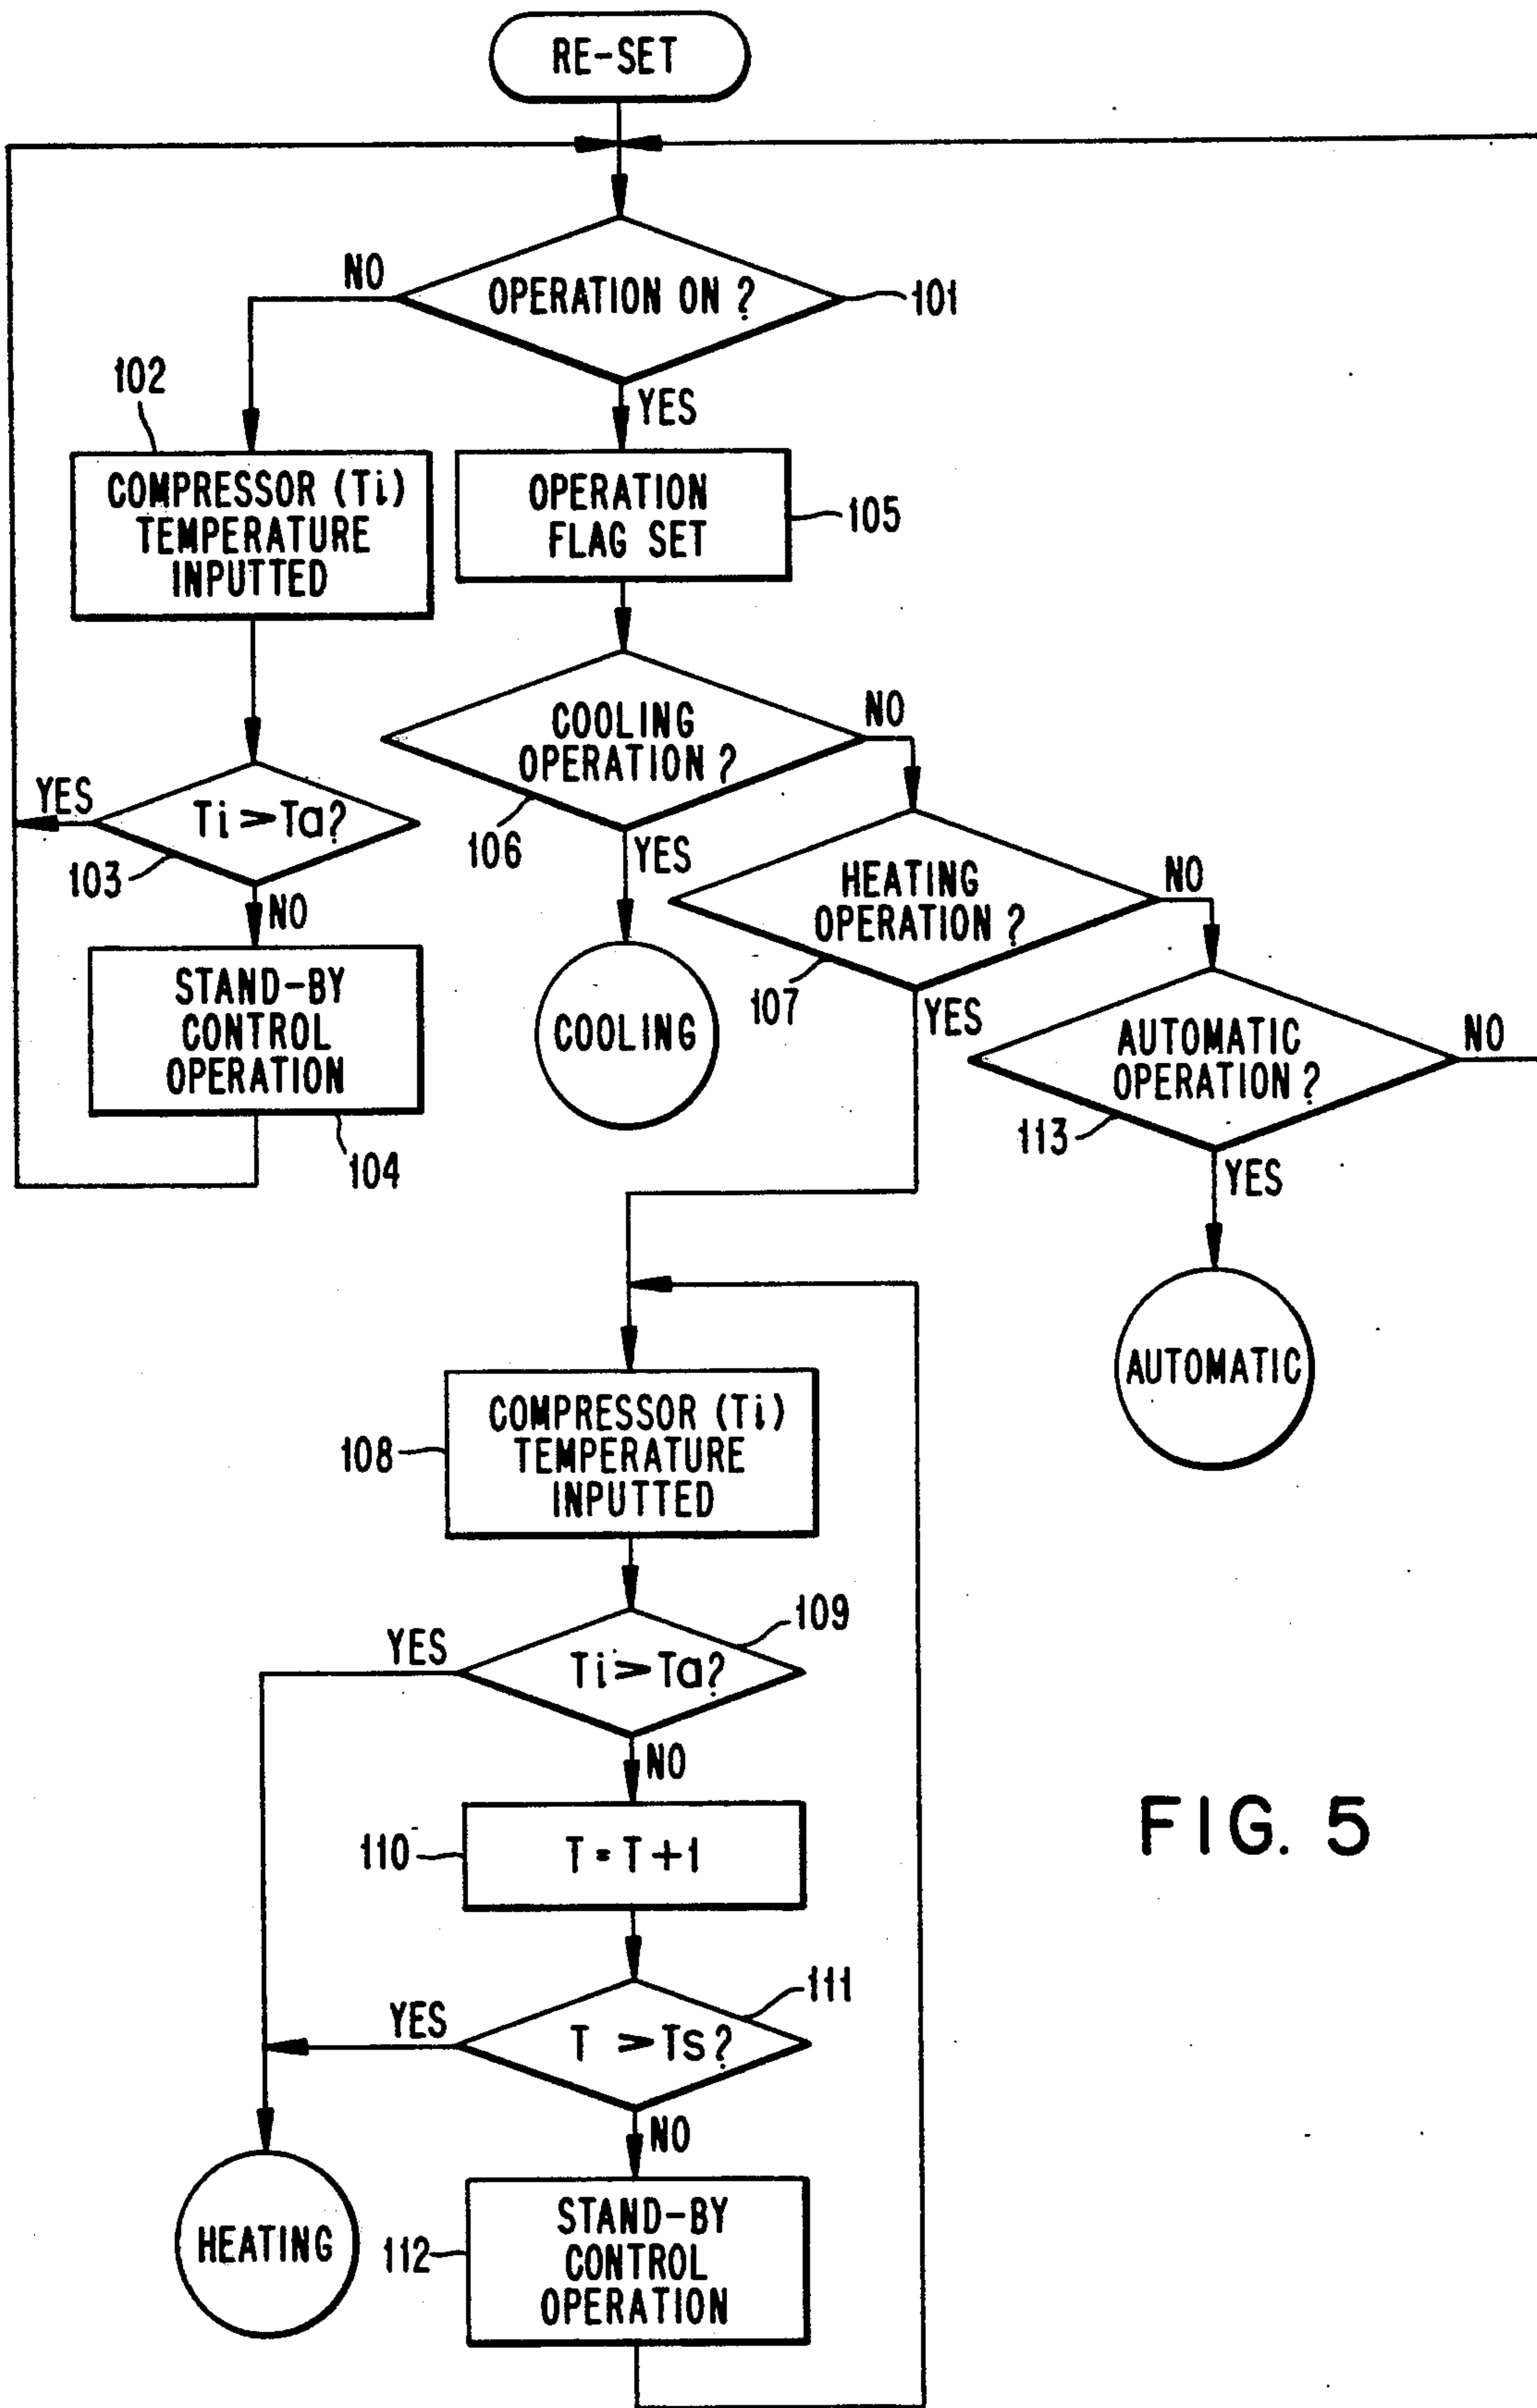 RE-SET
NO
OPERATION ON ?
101
YES
102
COMPRESSOR (Ti)
TEMPERATURE
INPUTTED
OPERATION
FLAG SET
105
COOLING
OPERATION ?
NO
106
YES
YES
Ti > Ta?
103
NO
HEATING
OPERATION ?
NO
107
YES
STAND-BY
CONTROL
OPERATION
104
COOLING
AUTOMATIC
OPERATION ?
NO
113
YES
AUTOMATIC
108
COMPRESSOR (Ti)
TEMPERATURE
INPUTTED
109
YES
Ti > Ta?
NO
110
T = T + 1
111
YES
T > Ts ?
NO
HEATING
112
STAND-BY
CONTROL
OPERATION
FIG. 5